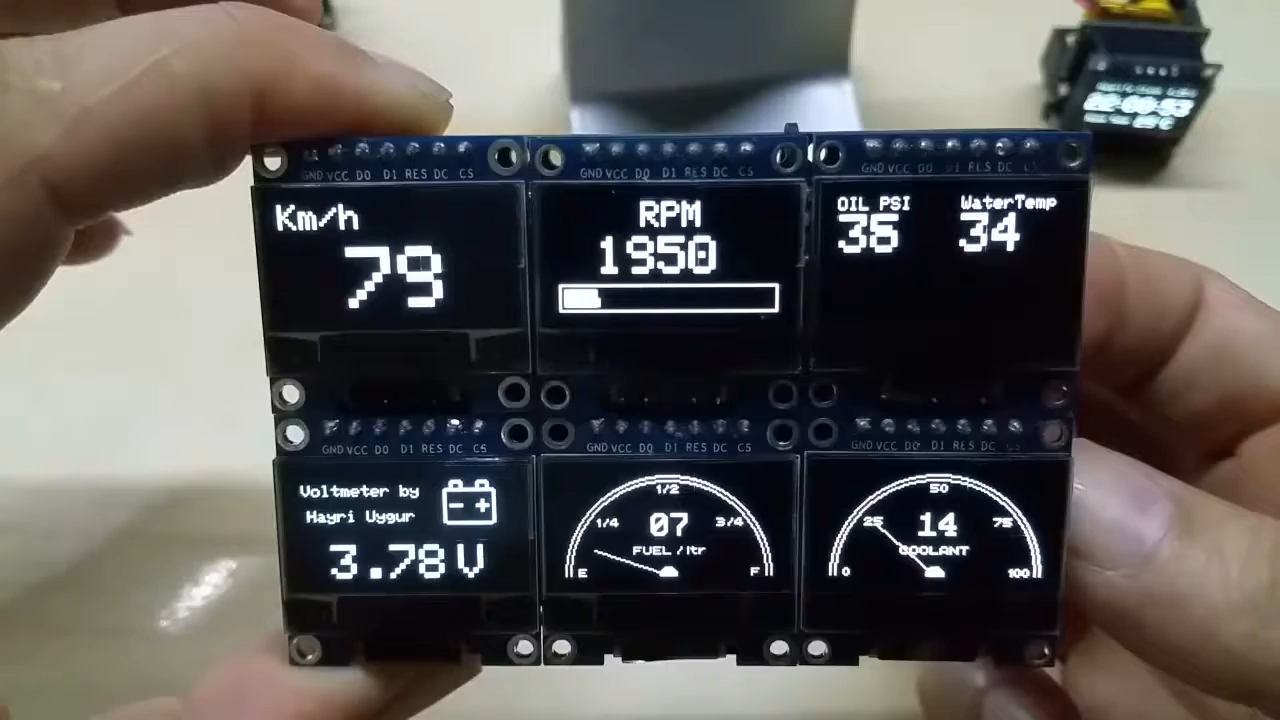 GND VCC D0 D1 RES DC CS
GND VCC D0 D1 RES DC CS
GND VCC D0 D1 RES DC CS
Km/h
79
RPM
1950
OIL PSI
WaterTemp
34
GND VCC D0 D1 RES DC CS
GND VCC D0 D1 RES DC CS
GND VCC D0 D1 RES DC CS
Voltmeter by
Hayri Uygur
- +
3.78 V
1/2
1/4
07
3/4
FUEL / ltr
E
F
50
25
14
75
COOLANT
0
100